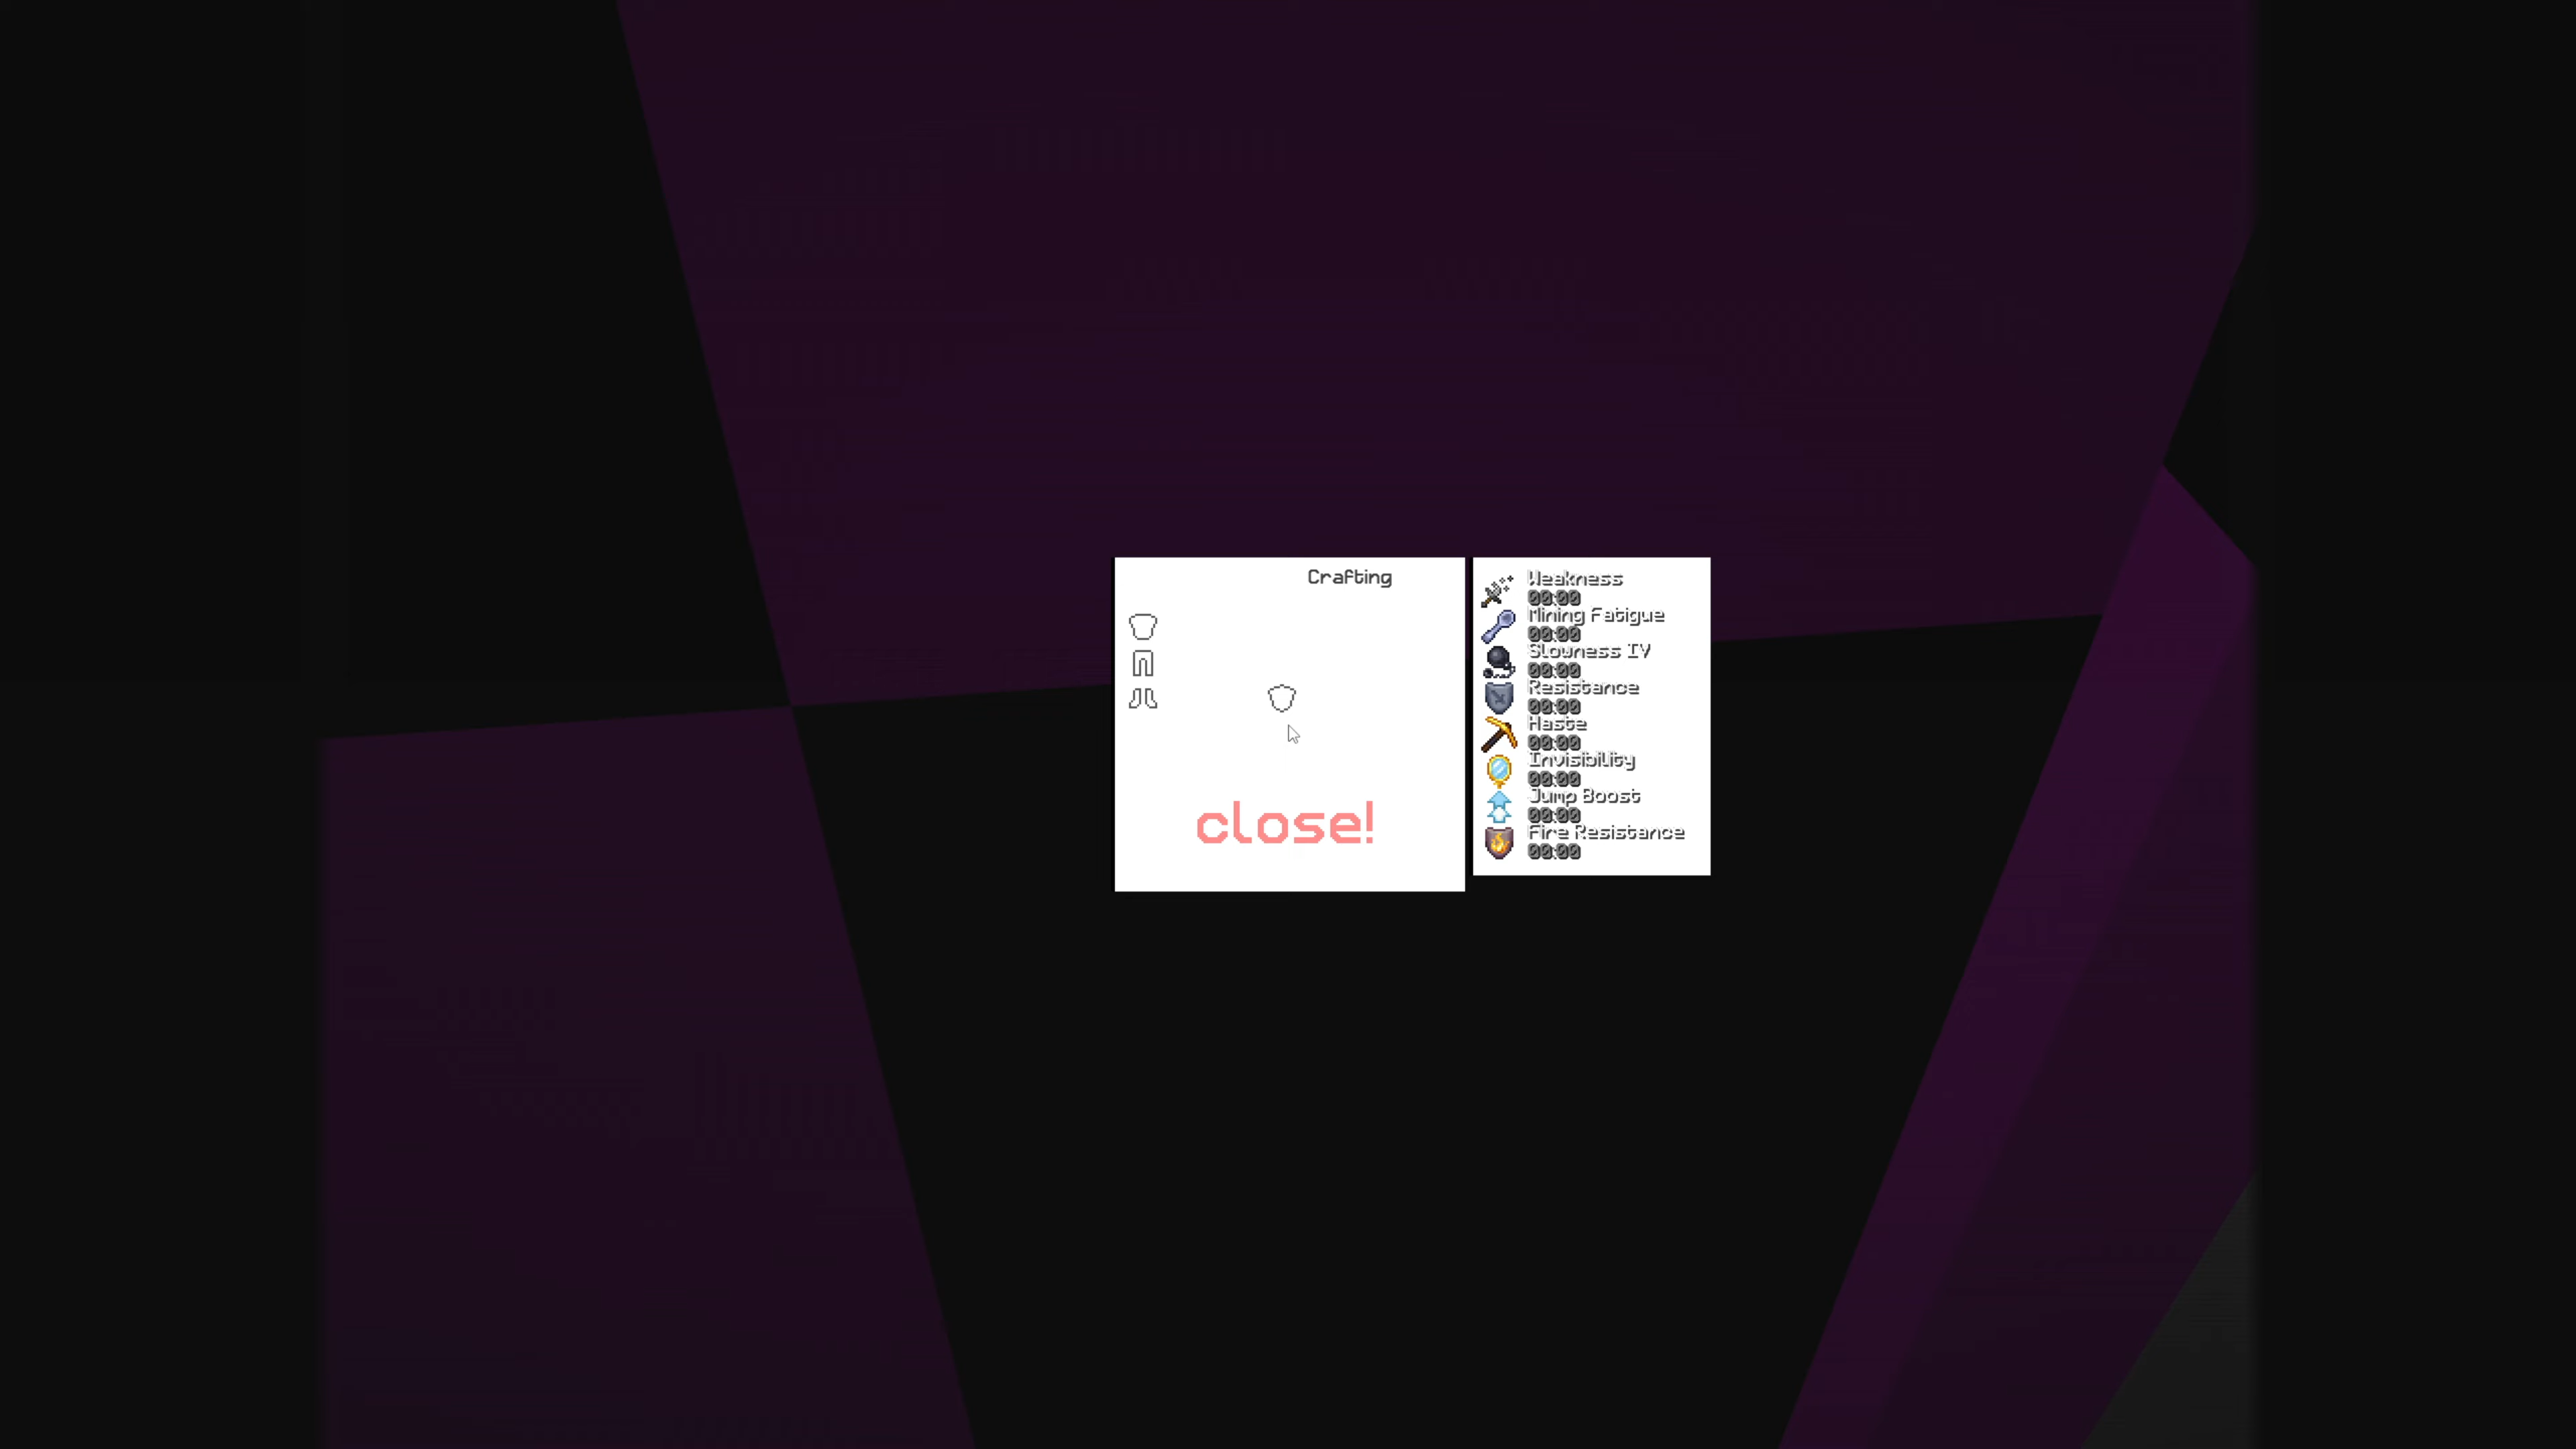 Crafting
close!
Weakness
00:00
Mining Fatigue
00:00
Slowness IV
00:00
Resistance
00:00
Haste
00:00
Invisibility
00:00
Jump Boost
00:00
Fire Resistance
00:00